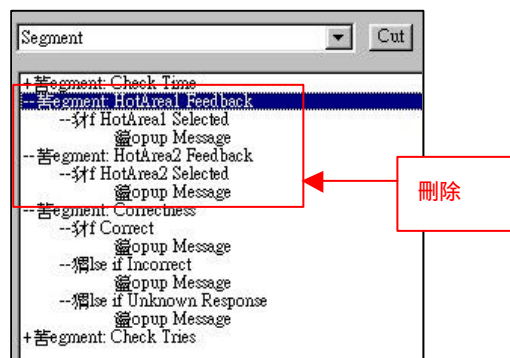 Segment
Cut
+苦egment: Check Time
--苦egment: HotArea1 Feedback
--犲f HotArea1 Selected
鎰opup Message
--苦egment: HotArea2 Feedback
--犲f HotArea2 Selected
鎰opup Message
刪除
--苦egment: Correctness
--犲f Correct
鎰opup Message
--猬lse if Incorrect
鎰opup Message
--猬lse if Unknown Response
鎰opup Message
+苦egment: Check Tries